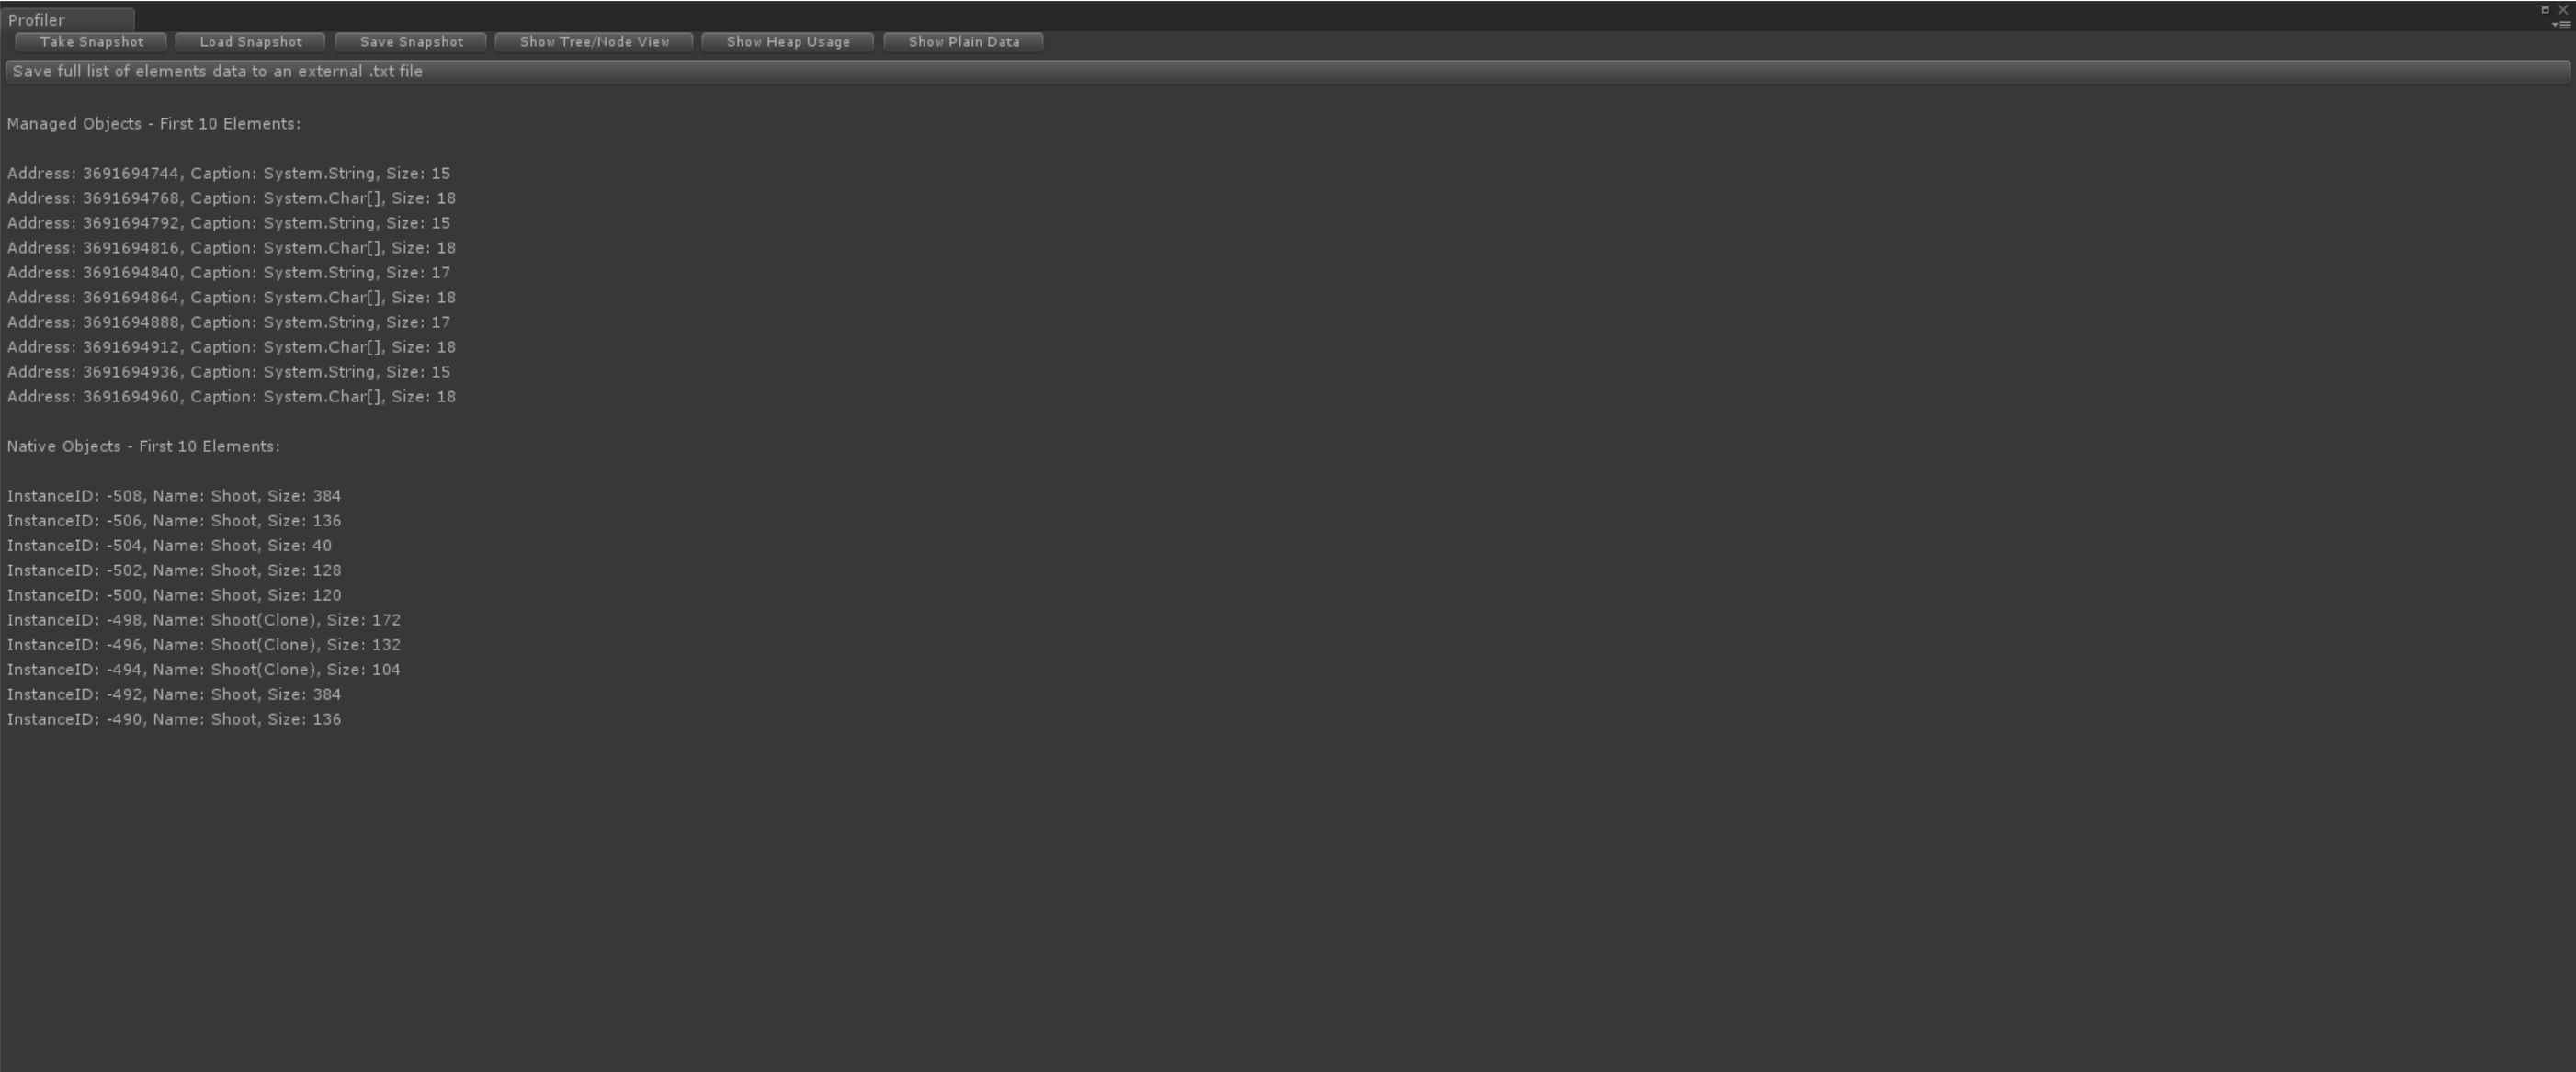 Profiler
Take Snapshot Load Snapshot Save Snapshot Show Tree/Node View Show Heap Usage Show Plain Data
Save full list of elements data to an external .txt file
Managed Objects - First 10 Elements:
Address: 3691694744, Caption: System.String, Size: 15
Address: 3691694768, Caption: System.Char[], Size: 18
Address: 3691694792, Caption: System.String, Size: 15
Address: 3691694816, Caption: System.Char[], Size: 18
Address: 3691694840, Caption: System.String, Size: 17
Address: 3691694864, Caption: System.Char[], Size: 18
Address: 3691694888, Caption: System.String, Size: 17
Address: 3691694912, Caption: System.Char[], Size: 18
Address: 3691694936, Caption: System.String, Size: 15
Address: 3691694960, Caption: System.Char[], Size: 18
Native Objects - First 10 Elements:
InstanceID: -508, Name: Shoot, Size: 384
InstanceID: -506, Name: Shoot, Size: 136
InstanceID: -504, Name: Shoot, Size: 40
InstanceID: -502, Name: Shoot, Size: 128
InstanceID: -500, Name: Shoot, Size: 120
InstanceID: -498, Name: Shoot(Clone), Size: 172
InstanceID: -496, Name: Shoot(Clone), Size: 132
InstanceID: -494, Name: Shoot(Clone), Size: 104
InstanceID: -492, Name: Shoot, Size: 384
InstanceID: -490, Name: Shoot, Size: 136